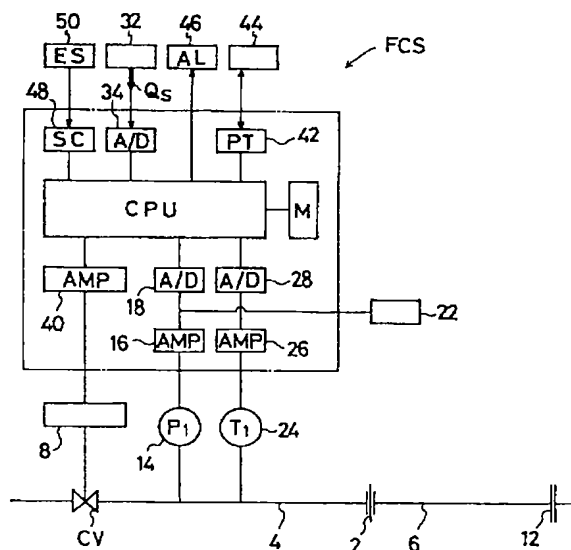 50 32 46 44
ES AL FCS
48 34 Qs
SC A/D PT 42
CPU M
AMP A/D A/D 28
40 18 22
16 AMP AMP 26
8 P1 T1 24
14
CV 4 2 6 12